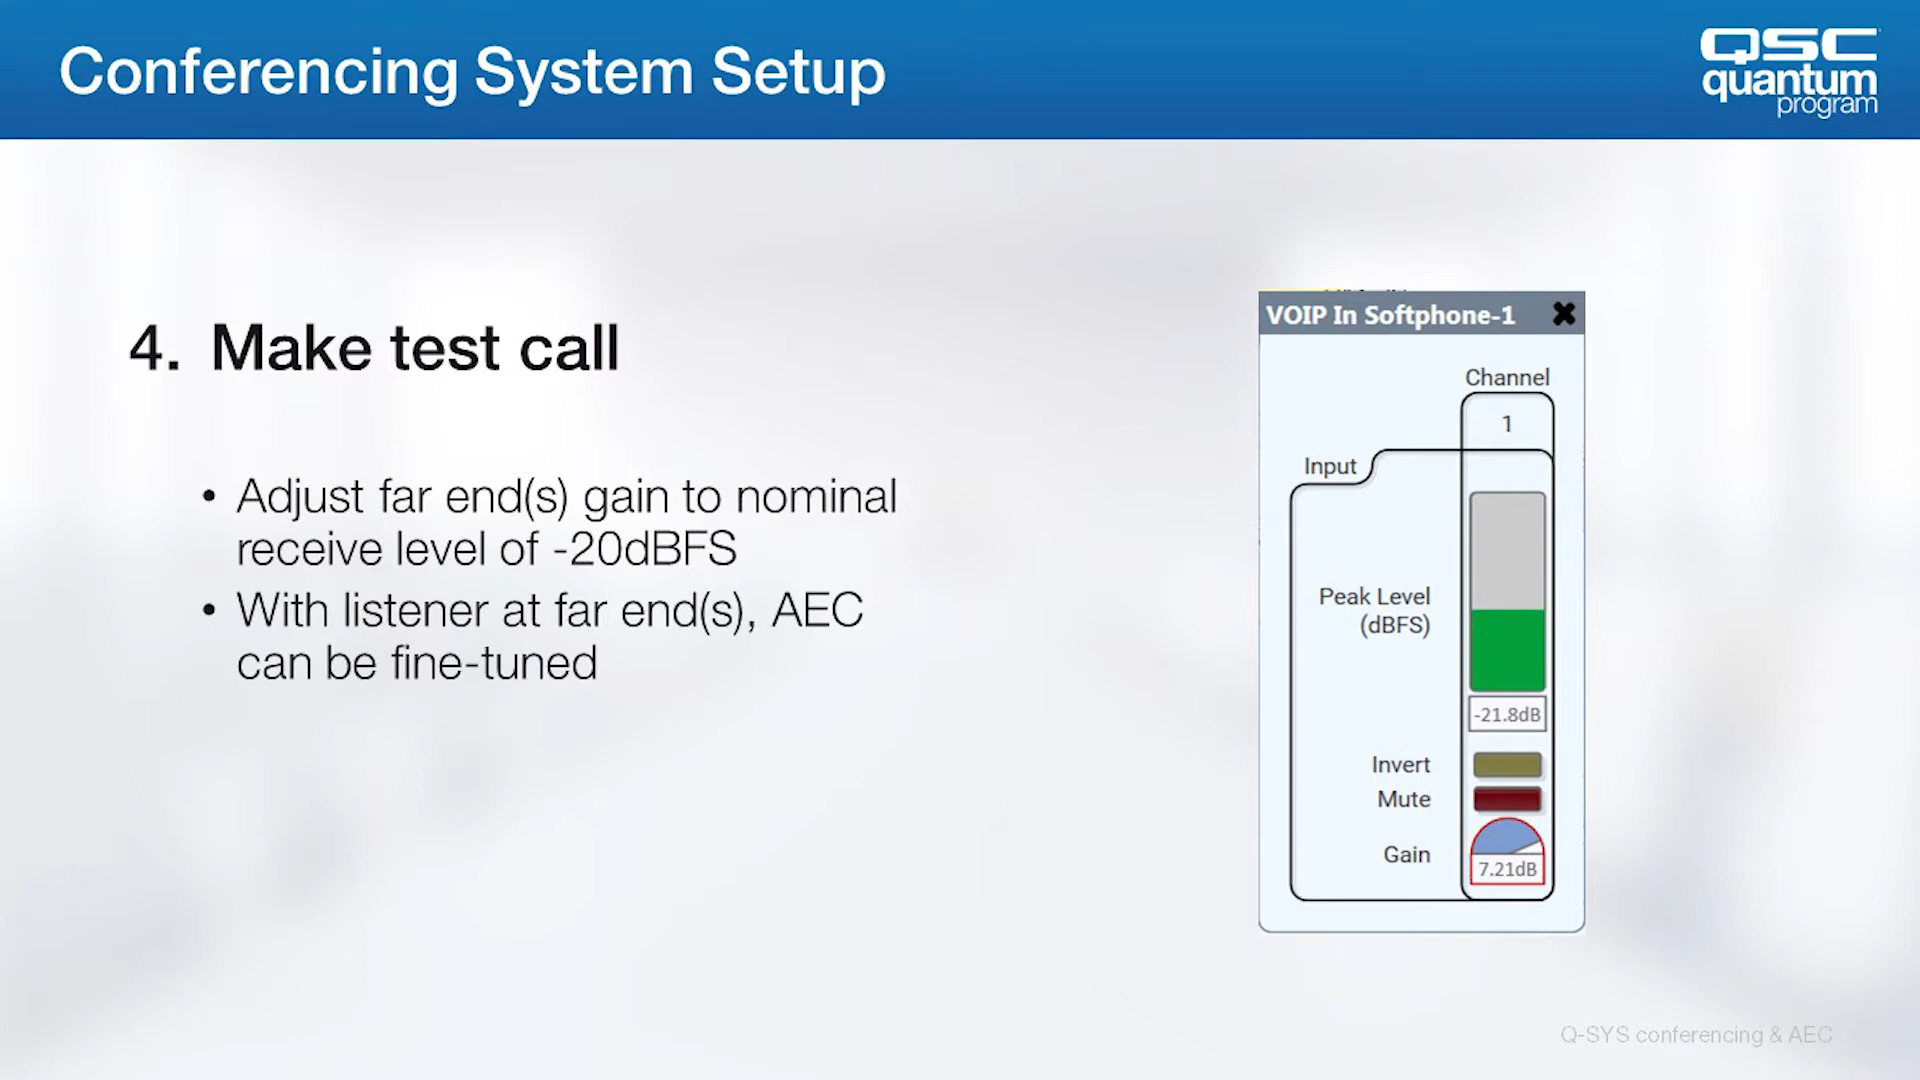 Conferencing System Setup
QSC
quantum
program
4. Make test call
• Adjust far end(s) gain to nominal
receive level of -20dBFS
• With listener at far end(s), AEC
can be fine-tuned
VOIP In Softphone-1
Channel
1
Input
Peak Level
(dBFS)
-21.8dB
Invert
Mute
Gain
7.21dB
Q-SYS conferencing & AEC